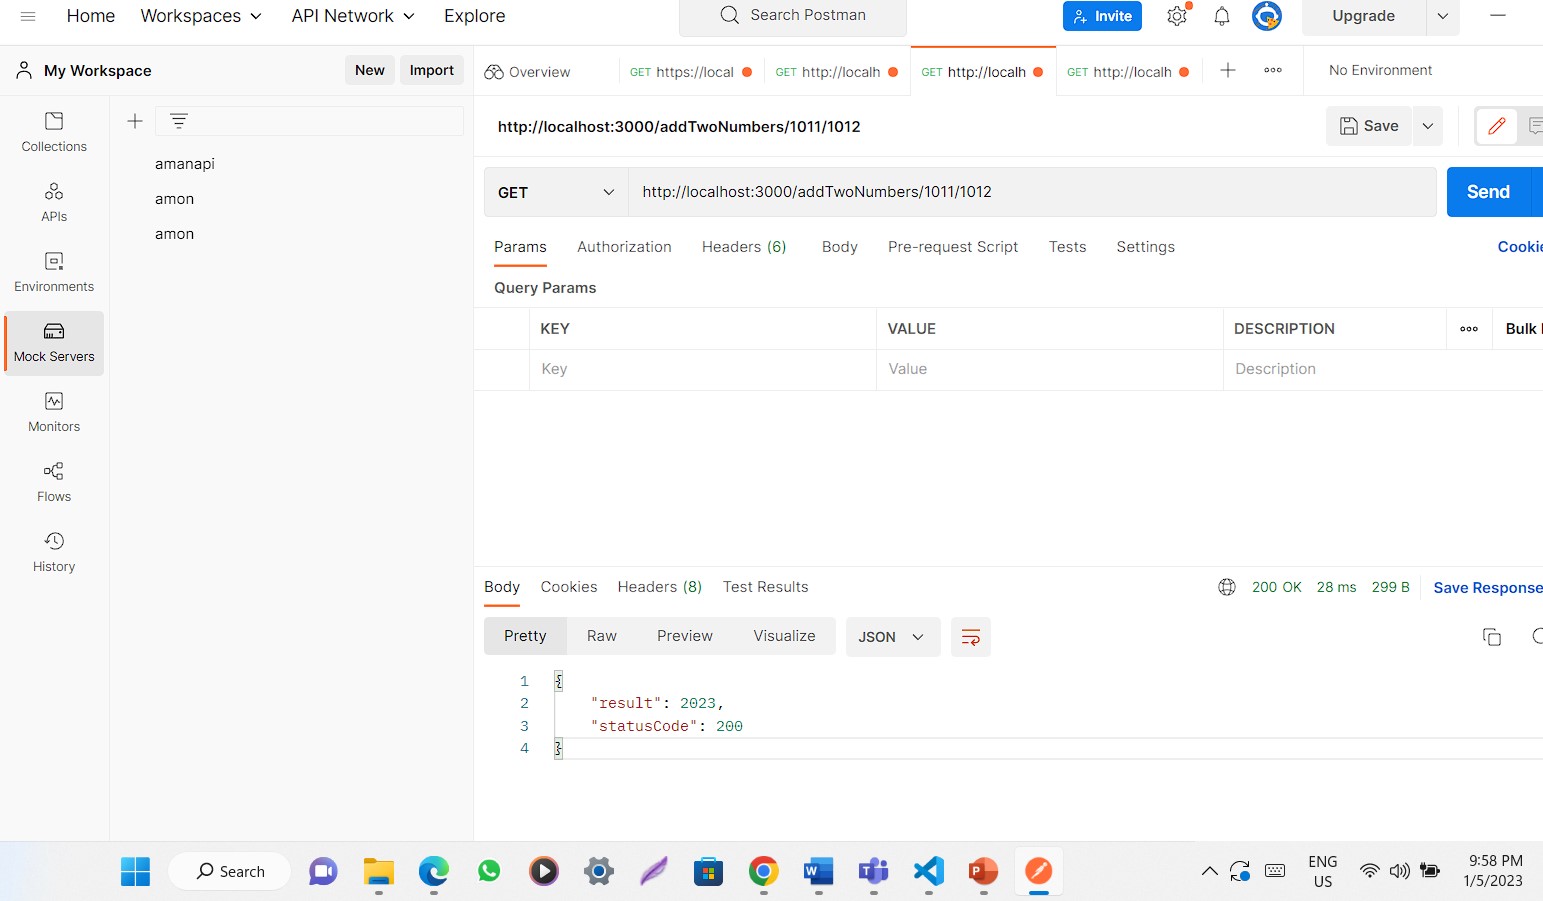 Home Workspaces API Network Explore Search Postman Invite Upgrade
My Workspace New Import Overview GET https://local GET http://localh GET http://localh GET http://localh No Environment
Collections
APIs
Environments
Mock Servers
Monitors
Flows
History
amanapi
amon
amon
http://localhost:3000/addTwoNumbers/1011/1012 Save
GET http://localhost:3000/addTwoNumbers/1011/1012 Send
Params Authorization Headers (6) Body Pre-request Script Tests Settings Cookie
Query Params
KEY VALUE DESCRIPTION Bulk
Key Value Description
Body Cookies Headers (8) Test Results 200 OK 28 ms 299 B Save Response
Pretty Raw Preview Visualize JSON
1 {
2 "result": 2023,
3 "statusCode": 200
4 }
Search ENG 9:58 PM
US 1/5/2023